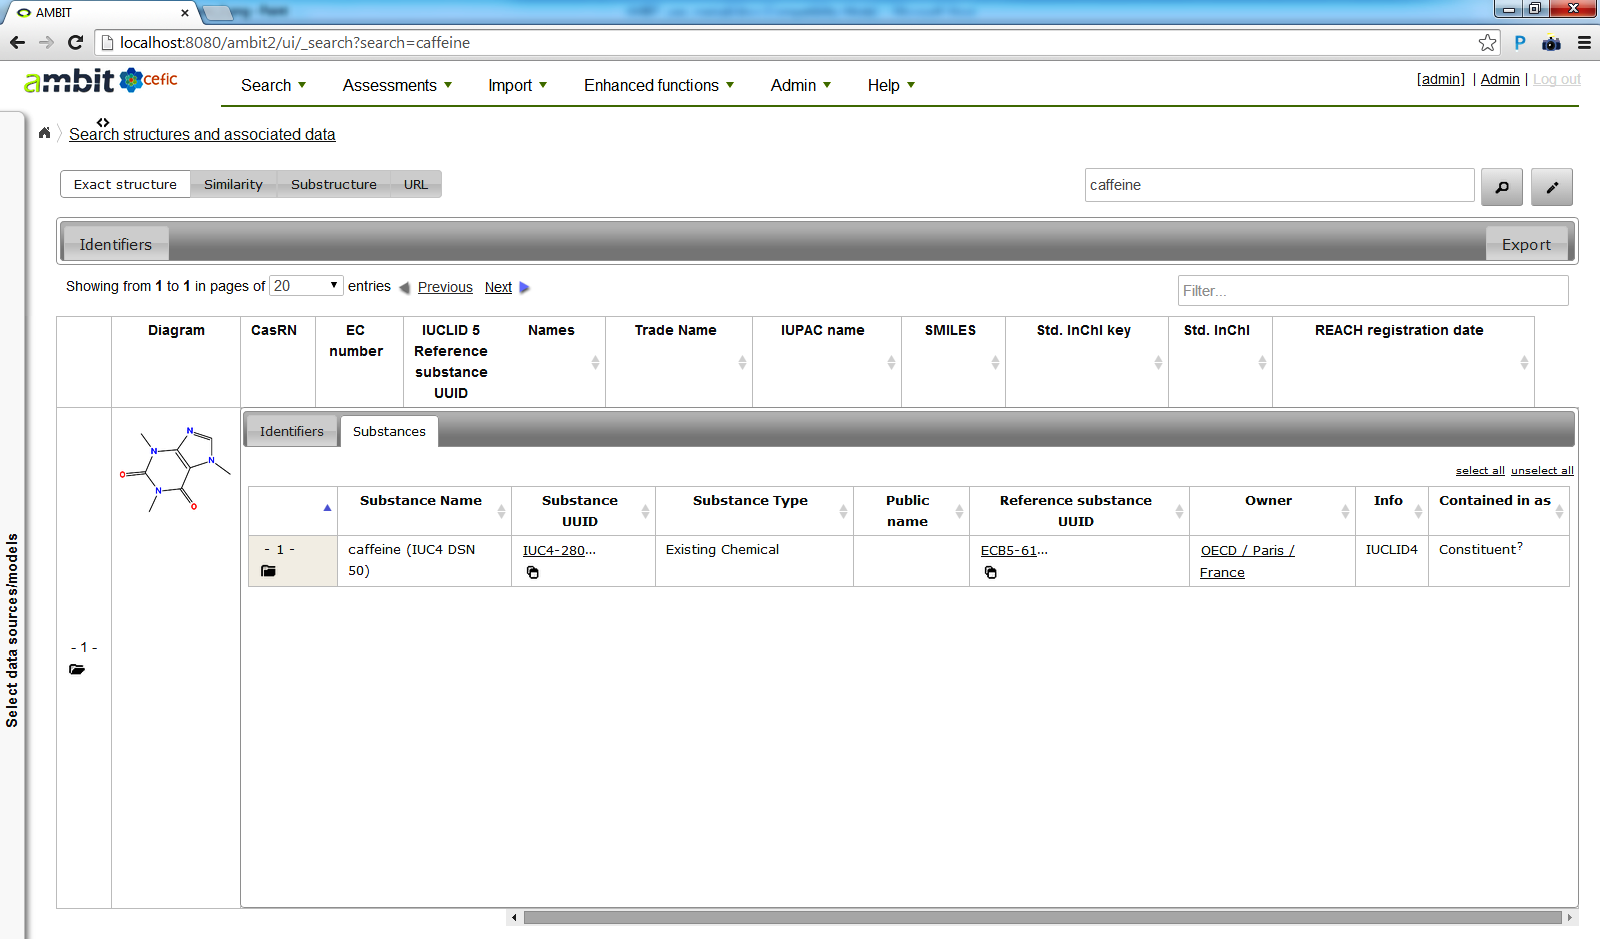 AMBIT
localhost:8080/ambit2/ui/_search?search=caffeine
P
ambit cefic
Search Assessments Import Enhanced functions Admin Help
[admin] | Admin | Log out
Search structures and associated data
Exact structure Similarity Substructure URL
caffeine
Identifiers Export
Showing from 1 to 1 in pages of 20 entries Previous Next
Filter...
Diagram
CasRN
EC number
IUCLID 5 Reference substance UUID
Names
Trade Name
IUPAC name
SMILES
Std. InChI key
Std. InChI
REACH registration date
- 1 -
N
N
N
N
O
O
Identifiers Substances
select all unselect all
Substance Name
Substance UUID
Substance Type
Public name
Reference substance UUID
Owner
Info
Contained in as
- 1 -
caffeine (IUC4 DSN 50)
IUC4-280...
Existing Chemical
ECB5-61...
OECD / Paris / France
IUCLID4
Constituent?
Select data sources/models